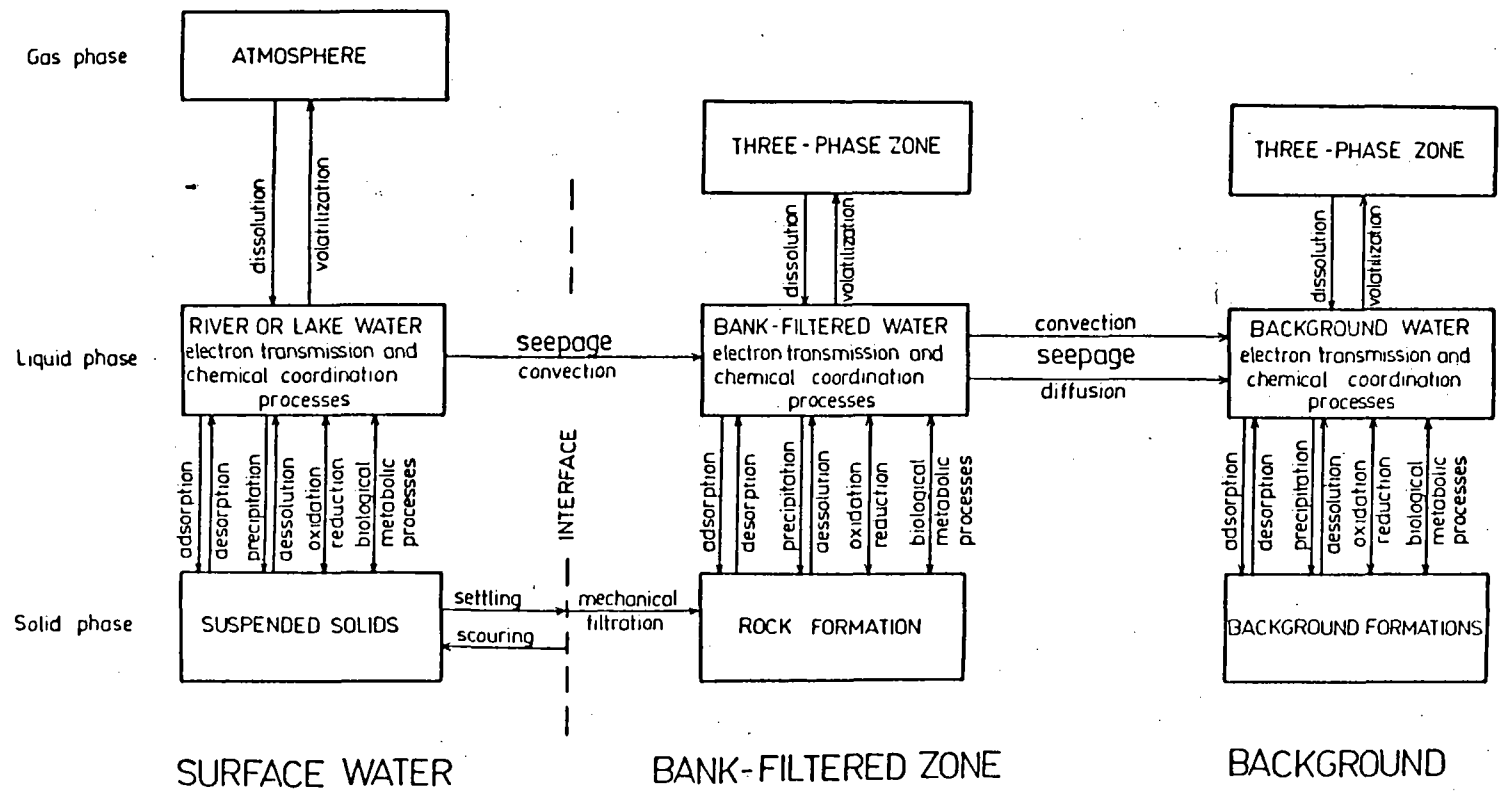 Gas phase
ATMOSPHERE
THREE-PHASE ZONE
THREE-PHASE ZONE
dissolution
volatilization
dissolution
volatilization
dissolution
volatilization
Liquid phase
RIVER OR LAKE WATER
electron transmission and
chemical coordination
processes
seepage
convection
BANK-FILTERED WATER
electron transmission and
chemical coordination
processes
convection
seepage
diffusion
BACKGROUND WATER
electron transmission and
chemical coordination
processes
adsorption
desorption
precipitation
dessolution
oxidation
reduction
biological
metabolic
processes
INTERFACE
adsorption
desorption
precipitation
dessolution
oxidation
reduction
biological
metabolic
processes
adsorption
desorption
precipitation
dessolution
oxidation
reduction
biological
metabolic
processes
Solid phase
SUSPENDED SOLIDS
settling
scouring
mechanical
filtration
ROCK FORMATION
BACKGROUND FORMATIONS
SURFACE WATER
BANK-FILTERED ZONE
BACKGROUND